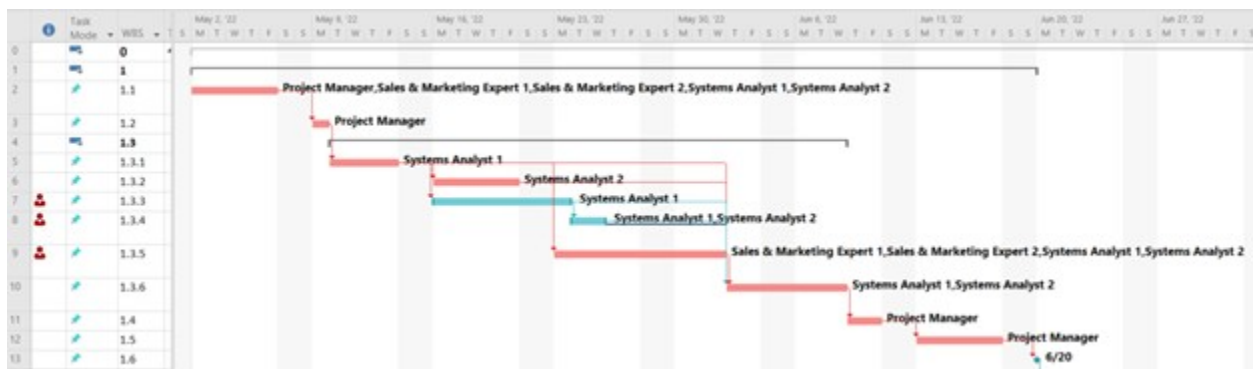 May 2, '22 May 9, '22 May 16, '22 May 23, '22 May 30, '22 Jun 6, '22 Jun 13, '22 Jun 20, '22 Jun 27, '22
Task Mode WBS T S M T W T F S S M T W T F S S M T W T F S S M T W T F S S M T W T F S S M T W T F S S M T W T F S S M T W T F S S M T W T F S
0 0
1 1
2 1.1 Project Manager,Sales & Marketing Expert 1,Sales & Marketing Expert 2,Systems Analyst 1,Systems Analyst 2
3 1.2 Project Manager
4 1.3
5 1.3.1 Systems Analyst 1
6 1.3.2 Systems Analyst 2
7 1.3.3 Systems Analyst 1
8 1.3.4 Systems Analyst 1,Systems Analyst 2
9 1.3.5 Sales & Marketing Expert 1,Sales & Marketing Expert 2,Systems Analyst 1,Systems Analyst 2
10 1.3.6 Systems Analyst 1,Systems Analyst 2
11 1.4 Project Manager
12 1.5 Project Manager
13 1.6 6/20